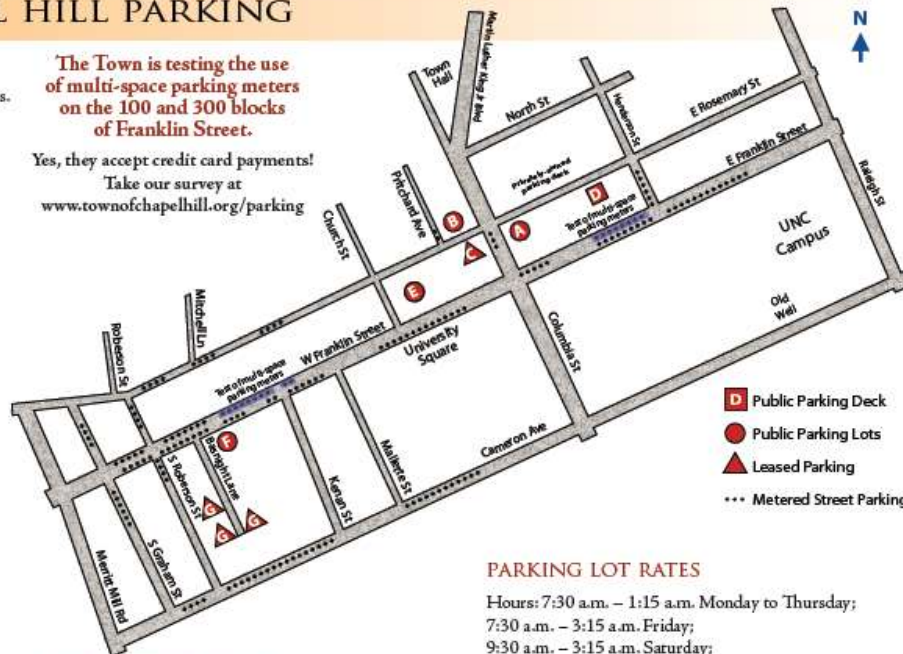 HILL PARKING
The Town is testing the use
of multi-space parking meters
on the 100 and 300 blocks
of Franklin Street.
Yes, they accept credit card payments!
Take our survey at
www.townofchapelhill.org/parking
N
Town
Hall
Martin Luther King Jr Blvd
North St
Henderson St
E Rosemary St
E Franklin Street
Raleigh St
Privately-owned
parking deck
D
Test of multi-space
parking meters
A
B
C
E
Pritchard Ave
Church St
UNC
Campus
Old
Well
Mitchell Ln
Roberson St
W Franklin Street
University
Square
Columbia St
Test of multi-space
parking meters
F
Basnight Lane
S Roberson St
G
G
G
Kenan St
Mallette St
Cameron Ave
S Graham St
Merritt Mill Rd
D Public Parking Deck
Public Parking Lots
Leased Parking
Metered Street Parking
PARKING LOT RATES
Hours: 7:30 a.m. – 1:15 a.m. Monday to Thursday;
7:30 a.m. – 3:15 a.m. Friday;
9:30 a.m. – 3:15 a.m. Saturday;